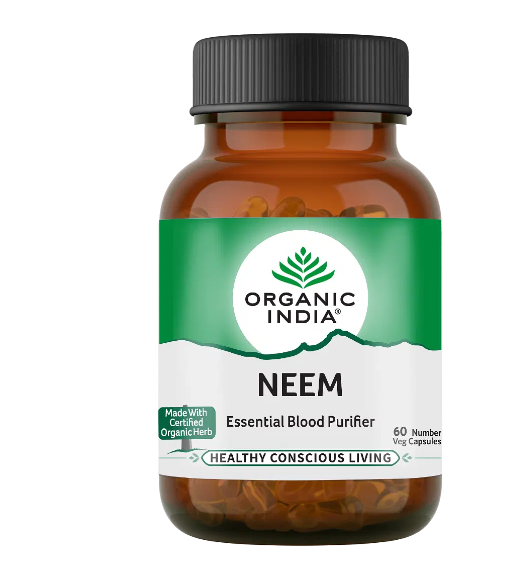 ORGANIC
INDIA®
NEEM
Made With
Certified
Organic Herb
Essential Blood Purifier
60 Number
Veg Capsules
HEALTHY CONSCIOUS LIVING